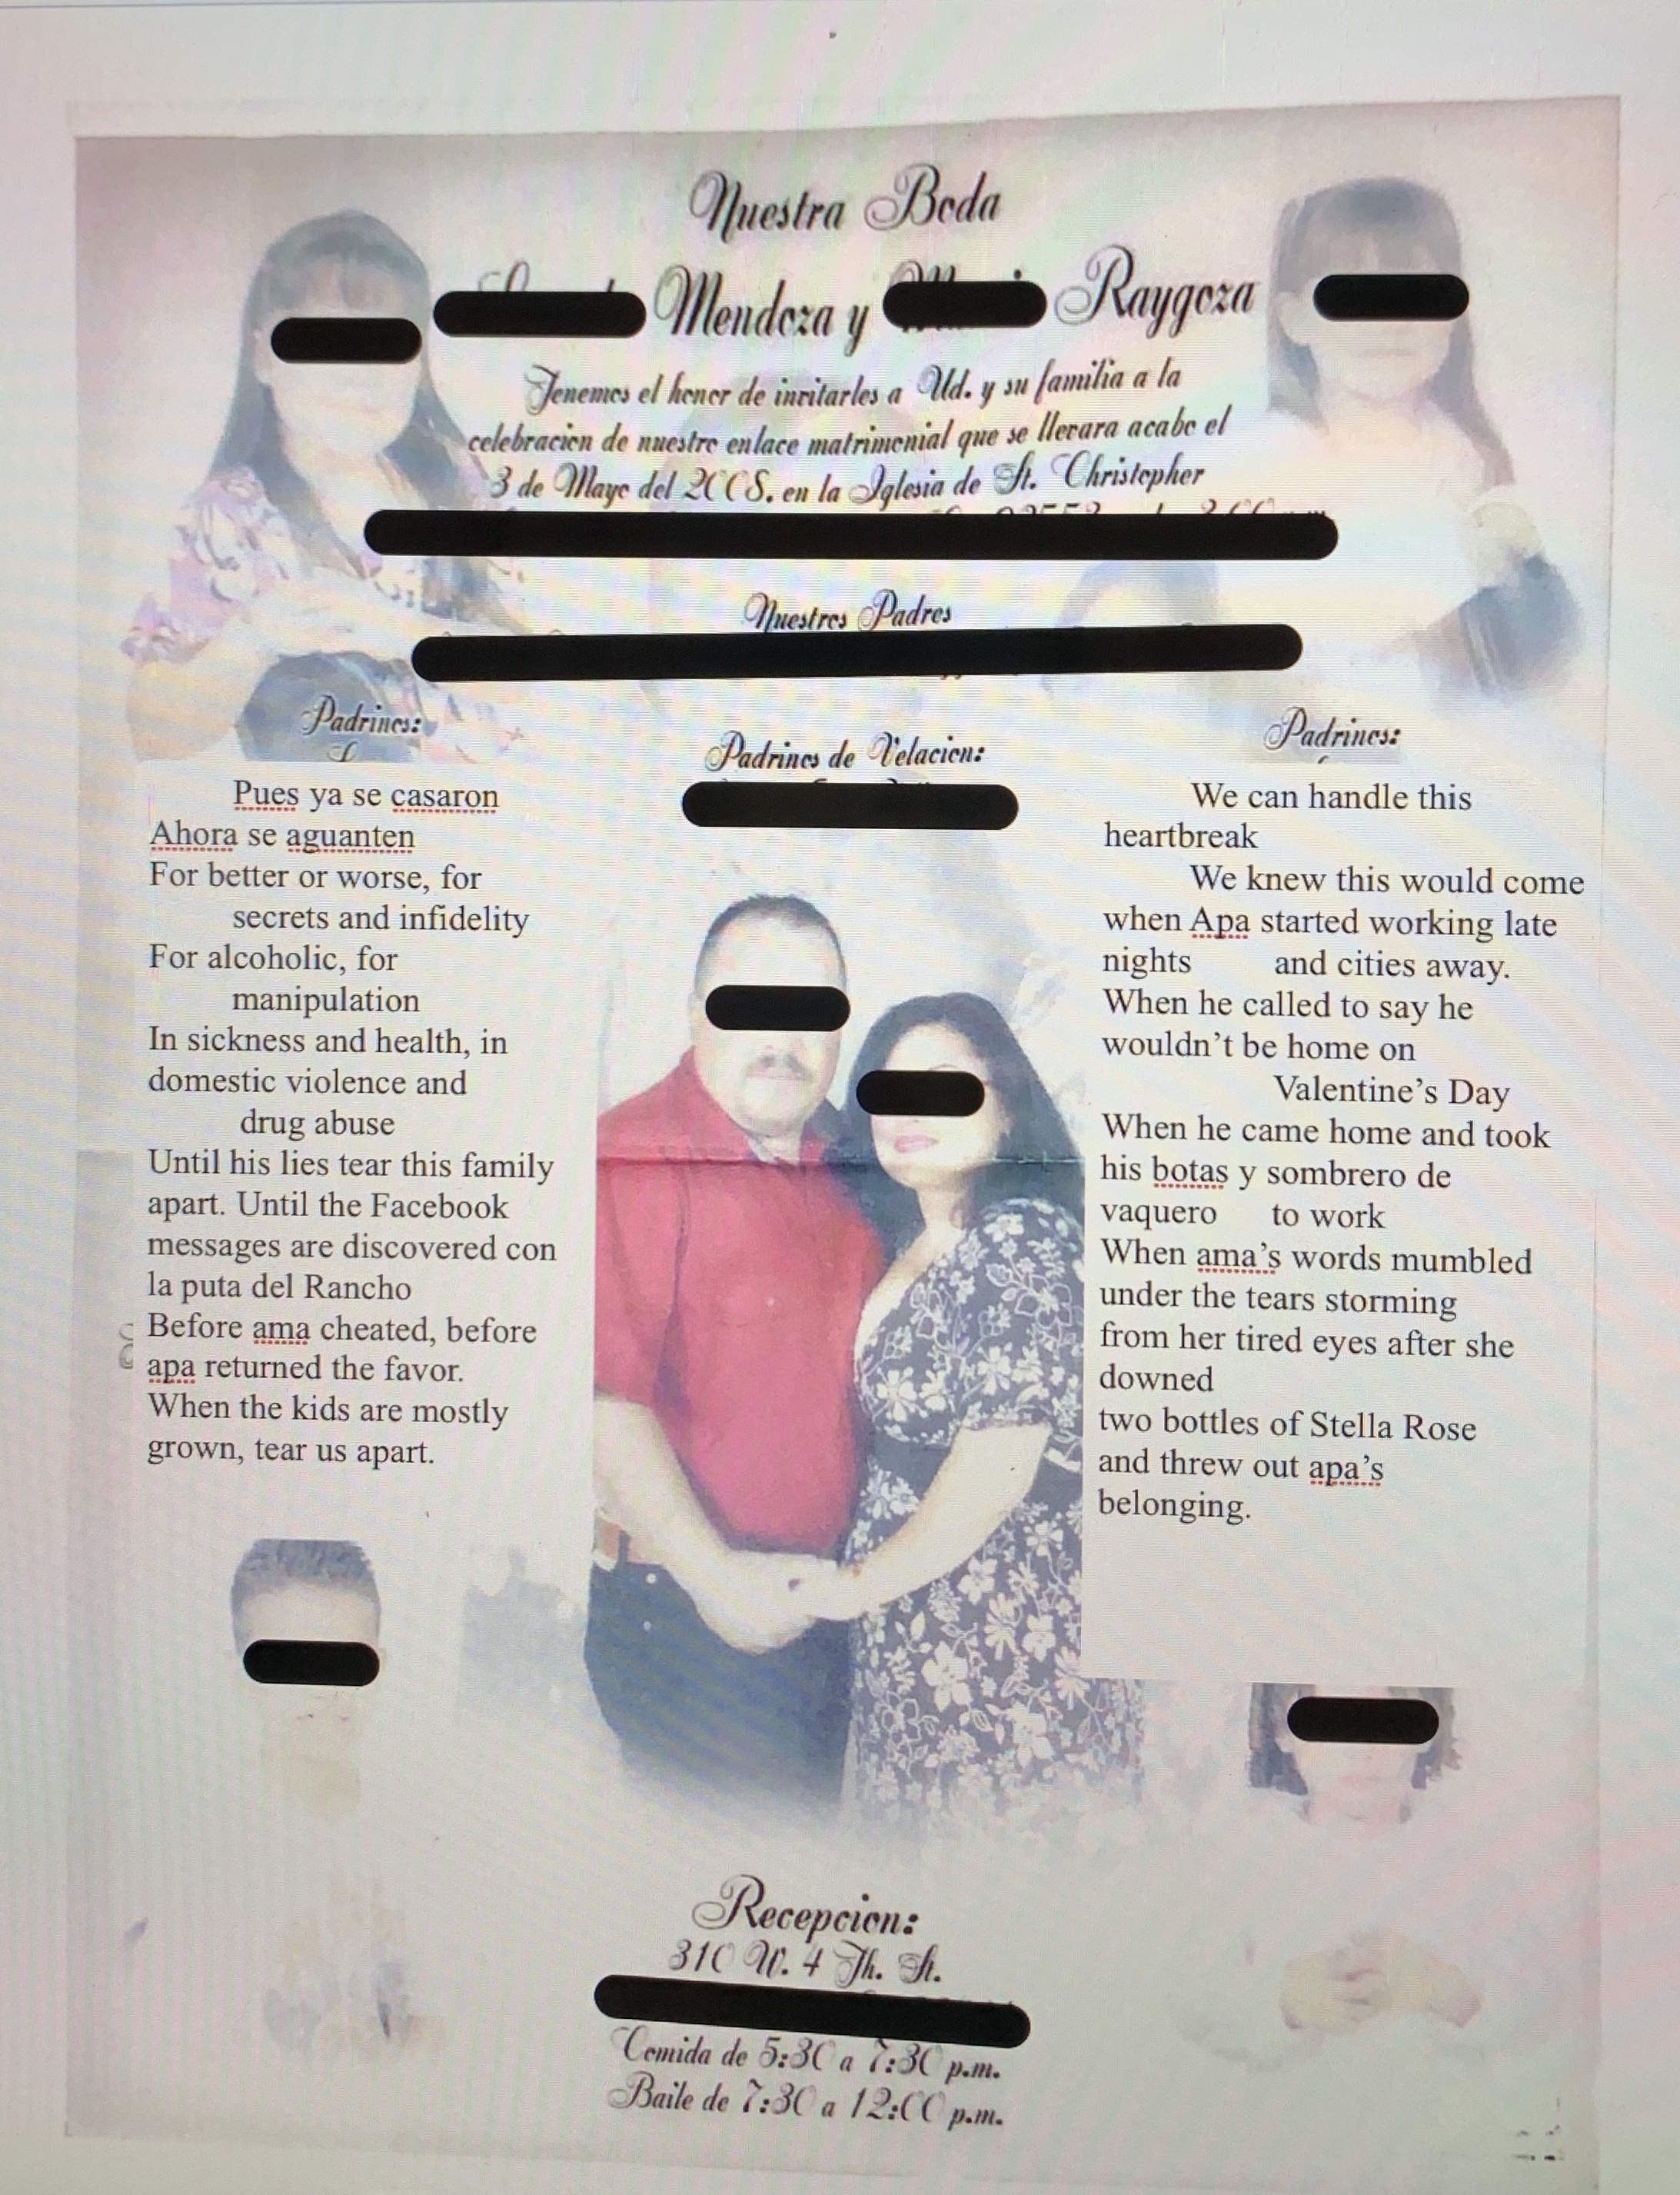 Nuestra Boda
Mendoza y Raygoza
Tenemos el honor de invitarles a Ud. y su familia a la
celebracion de nuestro enlace matrimonial que se llevara acabo el
3 de Mayo del 2008. en la Iglesia de St. Christopher
Nuestros Padres
Padrinos:
Pues ya se casaron
Ahora se aguanten
For better or worse, for
secrets and infidelity
For alcoholic, for
manipulation
In sickness and health, in
domestic violence and
drug abuse
Until his lies tear this family
apart. Until the Facebook
messages are discovered con
la puta del Rancho
Before ama cheated, before
apa returned the favor.
When the kids are mostly
grown, tear us apart.
Padrinos de Velacion:
Padrinos:
We can handle this
heartbreak
We knew this would come
when Apa started working late
nights and cities away.
When he called to say he
wouldn't be home on
Valentine's Day
When he came home and took
his botas y sombrero de
vaquero to work
When ama's words mumbled
under the tears storming
from her tired eyes after she
downed
two bottles of Stella Rose
and threw out apa's
belonging.
Recepcion:
310 W. 4 Th. St.
Comida de 5:30 a 7:30 p.m.
Baile de 7:30 a 12:00 p.m.